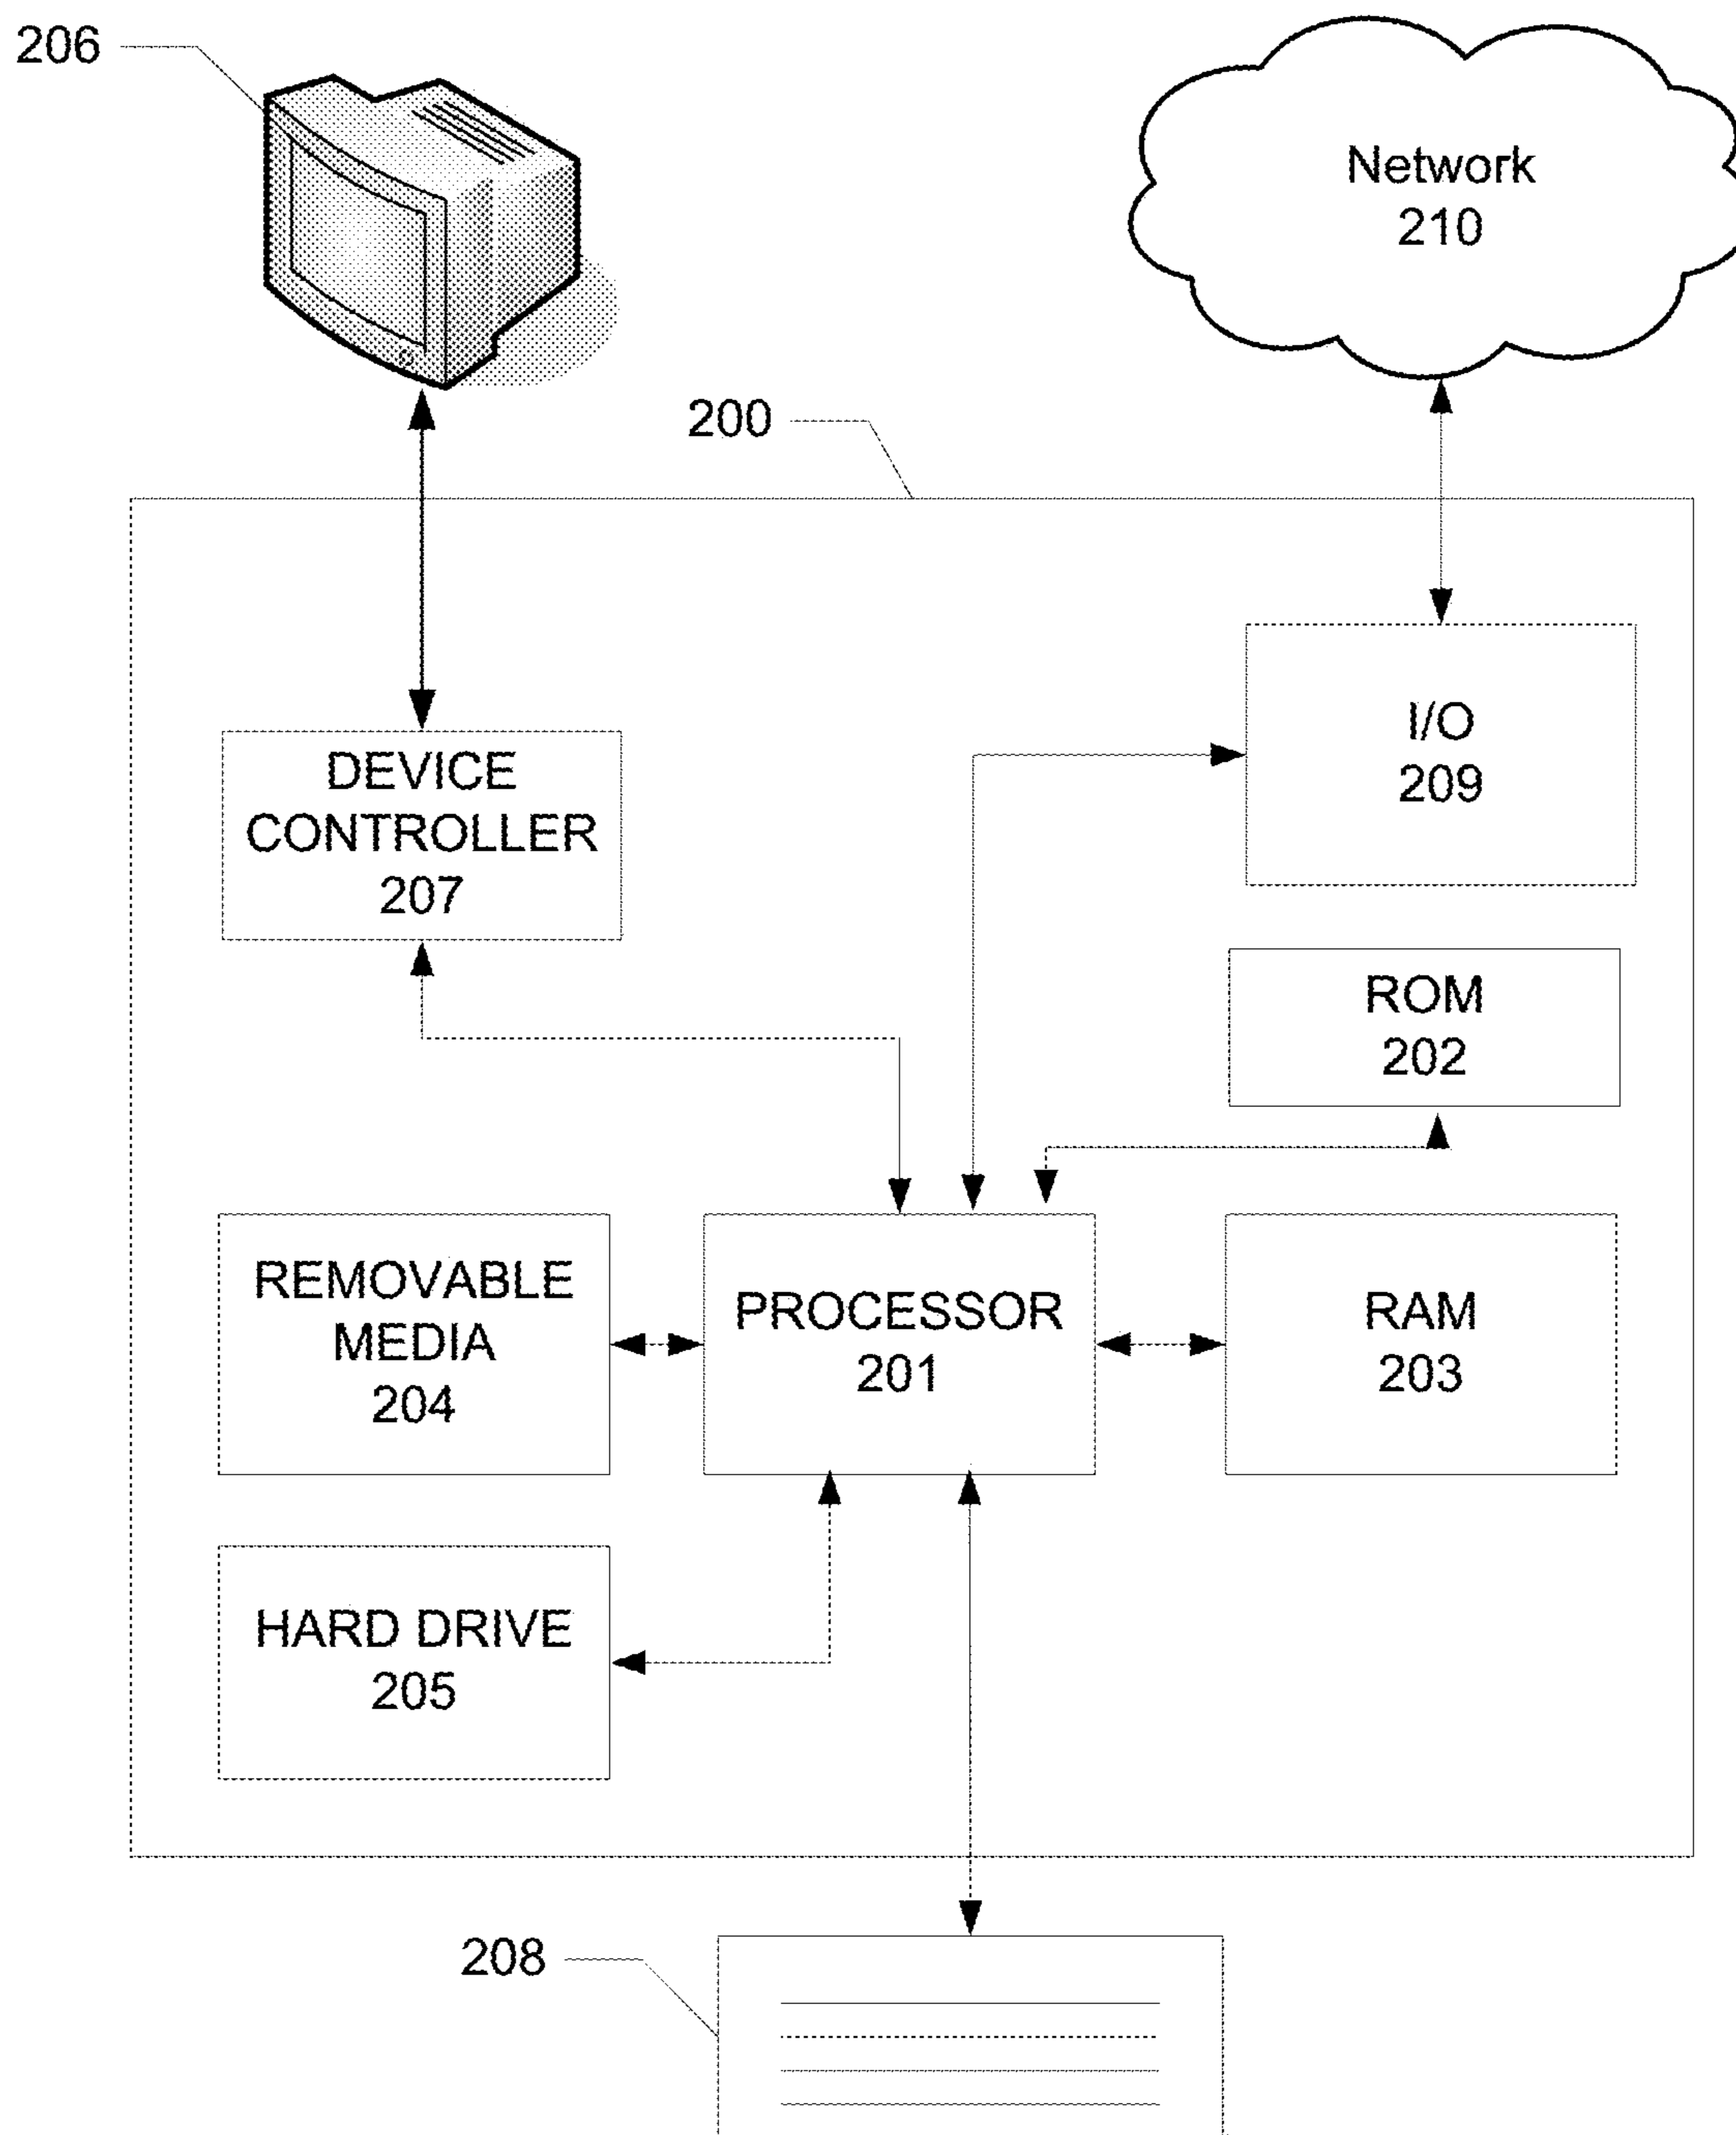 206
Network
210
200
DEVICE
CONTROLLER
207
I/O
209
ROM
202
REMOVABLE
MEDIA
204
PROCESSOR
201
RAM
203
HARD DRIVE
205
208